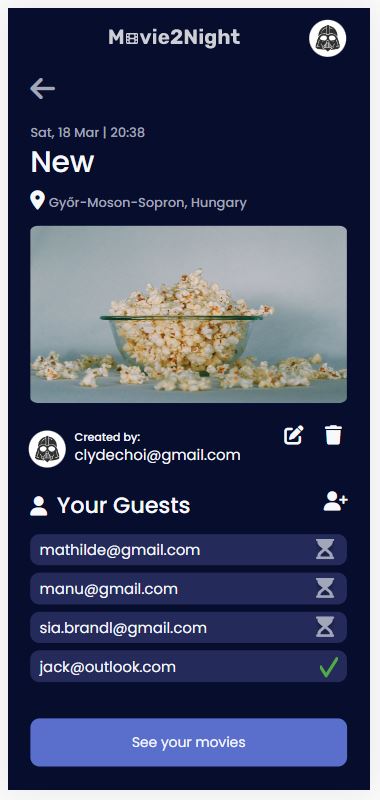 Movie2Night
Sat, 18 Mar | 20:38
New
Győr-Moson-Sopron, Hungary
Created by:
clydechoi@gmail.com
Your Guests
mathilde@gmail.com
manu@gmail.com
sia.brandl@gmail.com
jack@outlook.com
See your movies